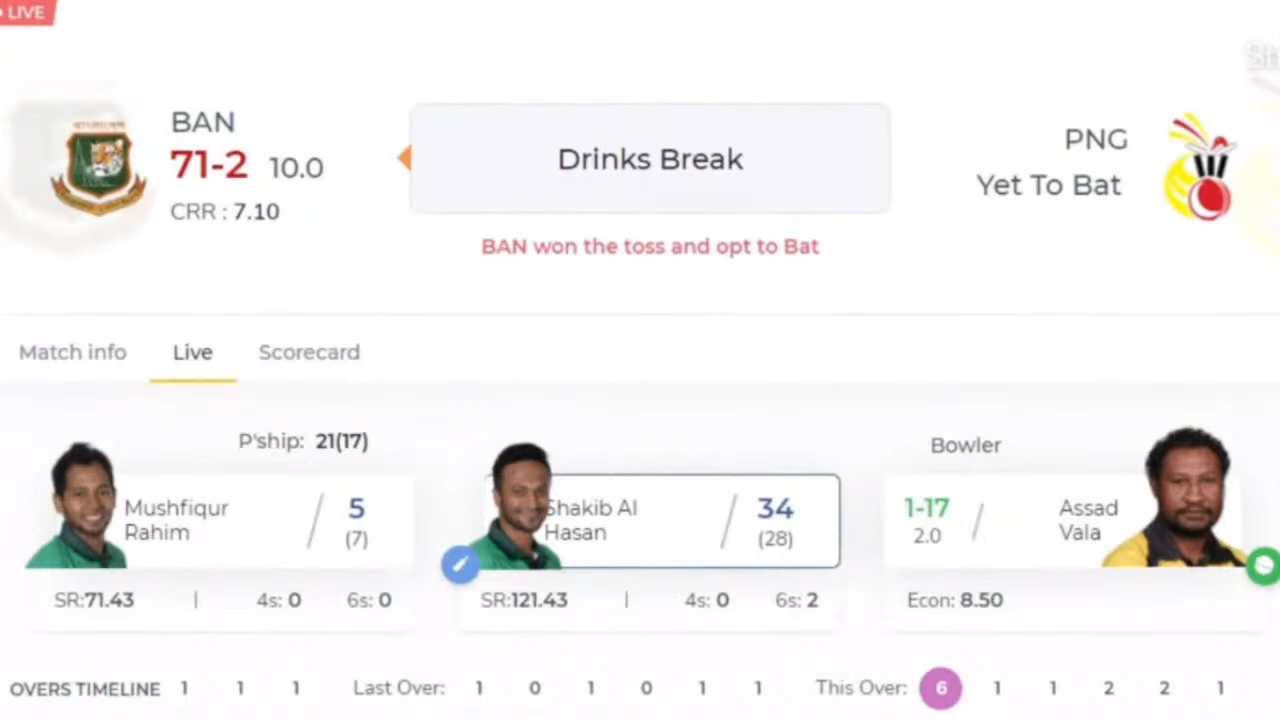 LIVE
BAN
71-2 10.0
CRR : 7.10
Drinks Break
BAN won the toss and opt to Bat
PNG
Yet To Bat
Match info Live Scorecard
P'ship: 21(17)
Mushfiqur
Rahim
/ 5
(7)
SR:71.43 | 4s: 0 6s: 0
Shakib Al
Hasan
/ 34
(28)
SR:121.43 | 4s: 0 6s: 2
Bowler
1-17
2.0 /
Assad
Vala
Econ: 8.50
OVERS TIMELINE 1 1 1 Last Over: 1 0 1 0 1 1 This Over: 6 1 1 2 2 1